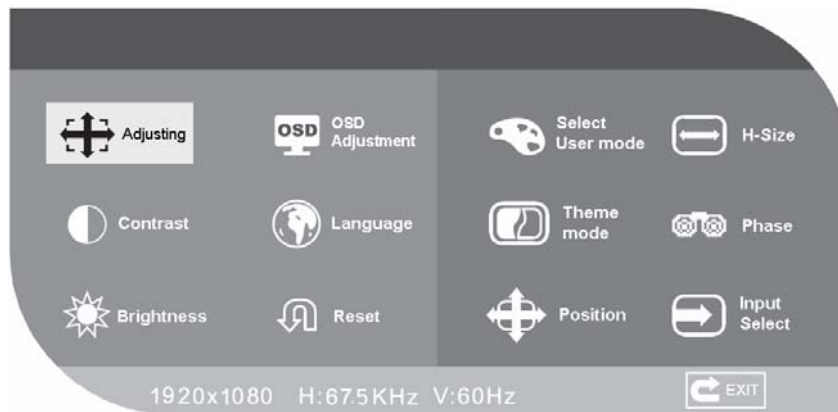 Adjusting
OSD
OSD
Adjustment
Select
User mode
H-Size
Contrast
Language
Theme
mode
Phase
Brightness
Reset
Position
Input
Select
1920x1080 H:67.5KHz V:60Hz
EXIT